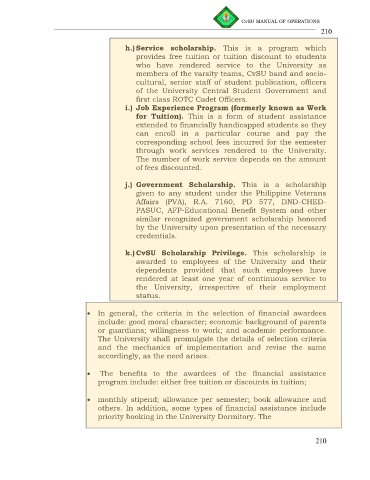 CvSU MANUAL OF OPERATIONS
210
h.) Service scholarship. This is a program which
provides free tuition or tuition discount to students
who have rendered service to the University as
members of the varsity teams, CvSU band and socio-
cultural, senior staff of student publication, officers
of the University Central Student Government and
first class ROTC Cadet Officers.
i.) Job Experience Program (formerly known as Work
for Tuition). This is a form of student assistance
extended to financially handicapped students so they
can enroll in a particular course and pay the
corresponding school fees incurred for the semester
through work services rendered to the University.
The number of work service depends on the amount
of fees discounted.
j.) Government Scholarship. This is a scholarship
given to any student under the Philippine Veterans
Affairs (PVA), R.A. 7160, PD 577, DND-CHED-
PASUC, AFP-Educational Benefit System and other
similar recognized government scholarship honored
by the University upon presentation of the necessary
credentials.
k.) CvSU Scholarship Privilege. This scholarship is
awarded to employees of the University and their
dependents provided that such employees have
rendered at least one year of continuous service to
the University, irrespective of their employment
status.
• In general, the criteria in the selection of financial awardees
include: good moral character; economic background of parents
or guardians; willingness to work; and academic performance.
The University shall promulgate the details of selection criteria
and the mechanics of implementation and revise the same
accordingly, as the need arises.
• The benefits to the awardees of the financial assistance
program include: either free tuition or discounts in tuition;
• monthly stipend; allowance per semester; book allowance and
others. In addition, some types of financial assistance include
priority booking in the University Dormitory. The
210